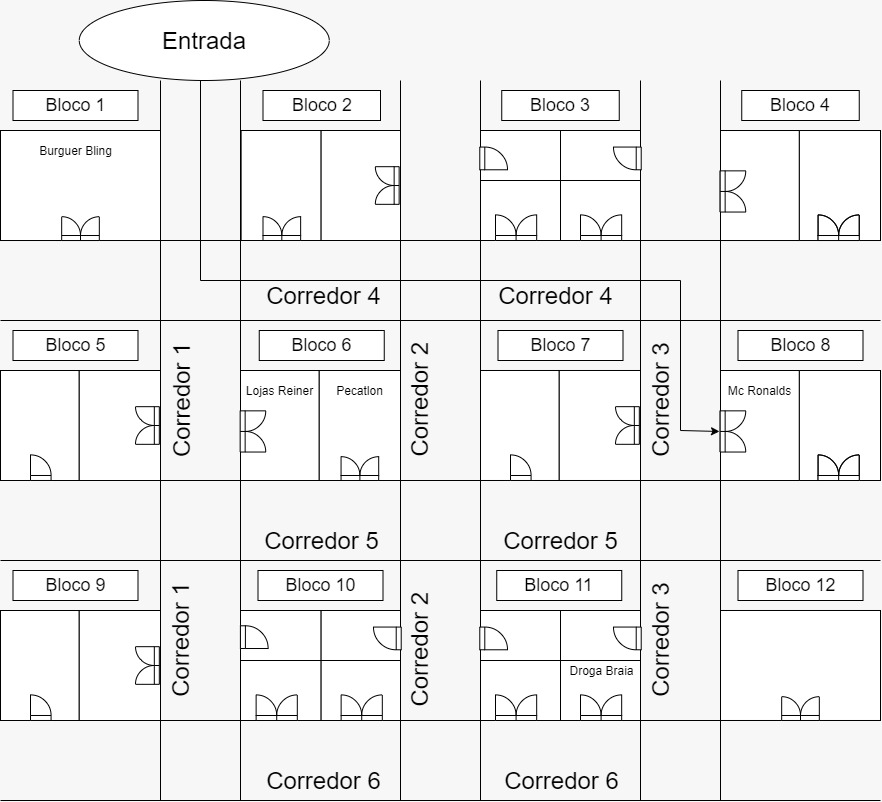 Entrada
Bloco 1
Bloco 2
Bloco 3
Bloco 4
Burguer Bling
Corredor 4
Corredor 4
Bloco 5
Bloco 6
Bloco 7
Bloco 8
Corredor 1
Corredor 2
Corredor 3
Lojas Reiner
Pecatlon
Mc Ronalds
Corredor 5
Corredor 5
Bloco 9
Bloco 10
Bloco 11
Bloco 12
Corredor 1
Corredor 2
Corredor 3
Droga Braia
Corredor 6
Corredor 6